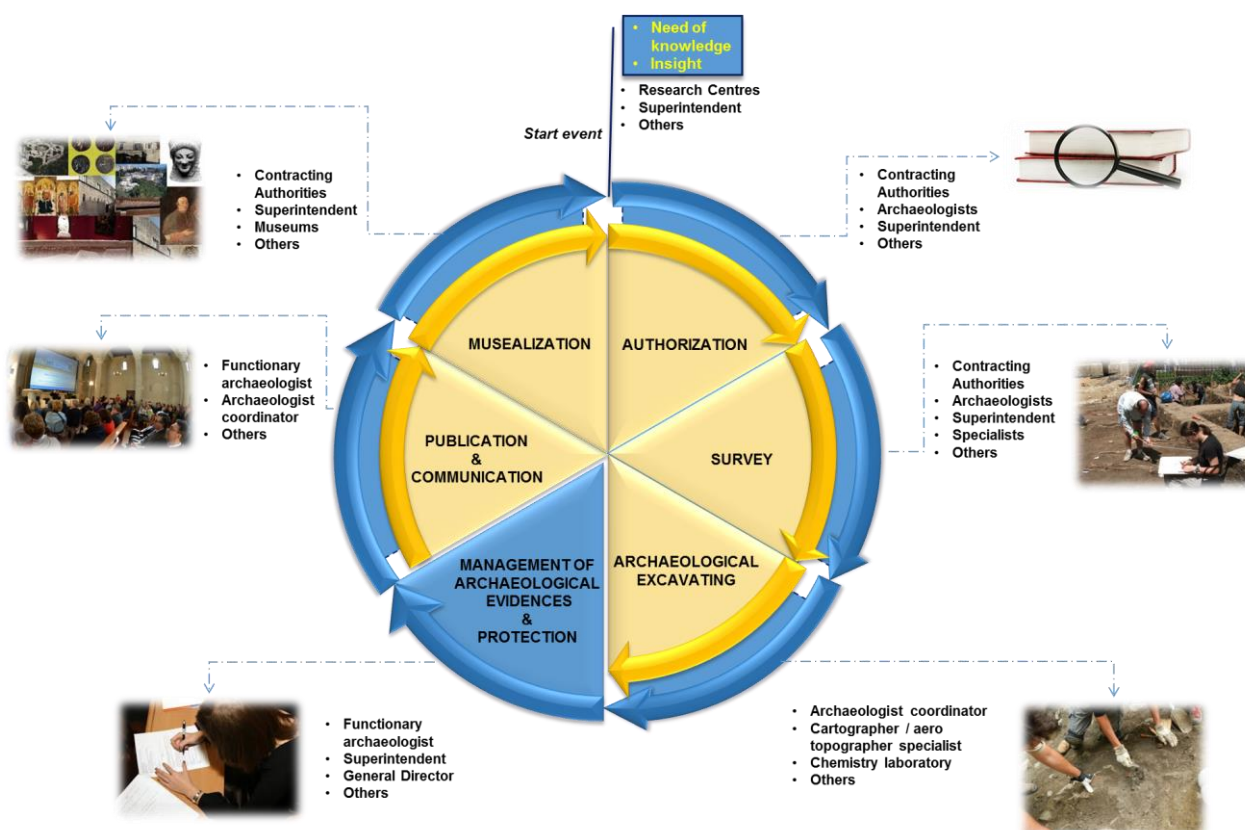 • Need of
knowledge
• Insight
• Research Centres
• Superintendent
• Others
Start event
• Contracting
Authorities
• Superintendent
• Museums
• Others
• Contracting
Authorities
• Archaeologists
• Superintendent
• Others
MUSEALIZATION
AUTHORIZATION
• Functionary
archaeologist
• Archaeologist
coordinator
• Others
• Contracting
Authorities
• Archaeologists
• Superintendent
• Specialists
• Others
PUBLICATION
&
COMMUNICATION
SURVEY
MANAGEMENT OF
ARCHAEOLOGICAL
EVIDENCES
&
PROTECTION
ARCHAEOLOGICAL
EXCAVATING
• Functionary
archaeologist
• Superintendent
• General Director
• Others
• Archaeologist coordinator
• Cartographer / aero
topographer specialist
• Chemistry laboratory
• Others